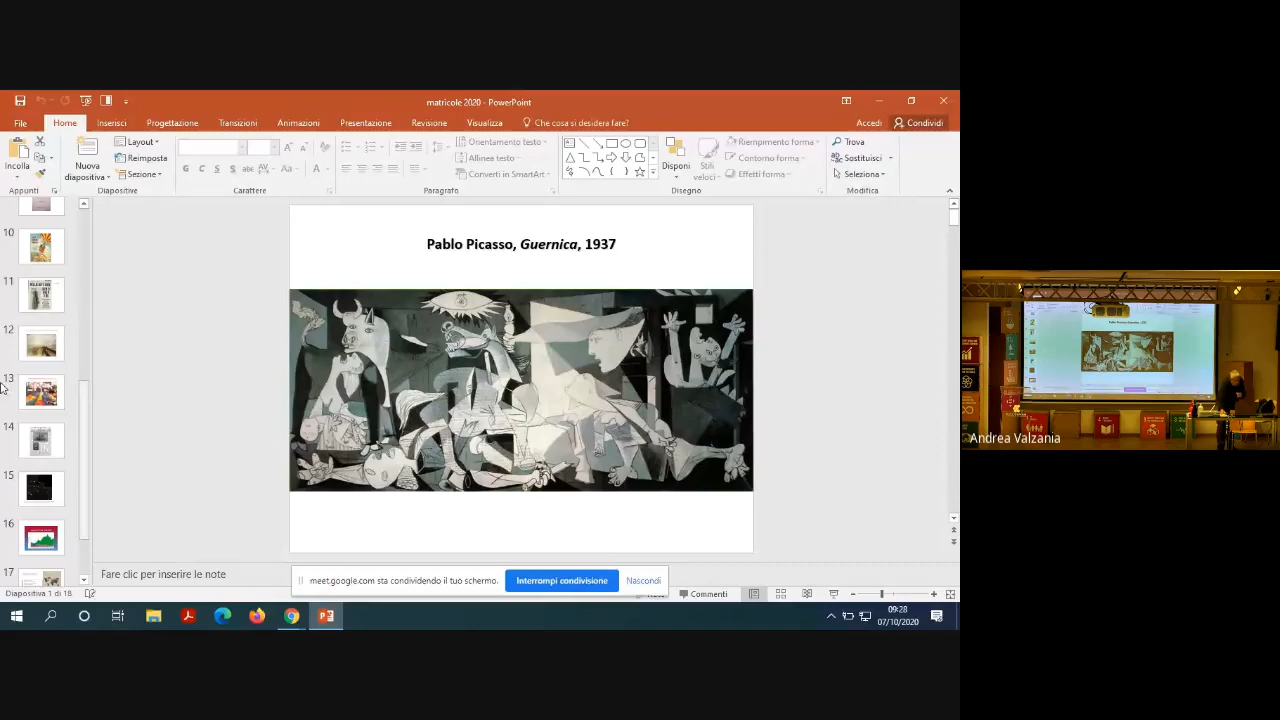 matricole 2020 - PowerPoint
File Home Inserisci Progettazione Transizioni Animazioni Presentazione Revisione Visualizza Che cosa si desidera fare? Accedi Condividi
Incolla
Nuova
diapositiva
Layout
Reimposta
Sezione
G C S S abc AV Aa A
Orientamento testo
Allinea testo
Converti in SmartArt
Disponi
Stili
veloci
Riempimento forma
Contorno forma
Effetti forma
Trova
Sostituisci
Seleziona
Appunti Diapositive Carattere Paragrafo Disegno Modifica
10
11
12
13
14
15
16
17
Pablo Picasso, Guernica, 1937
Fare clic per inserire le note
meet.google.com sta condividendo il tuo schermo. Interrompi condivisione Nascondi
Diapositiva 1 di 18
Commenti
09:28
07/10/2020
Andrea Valzania